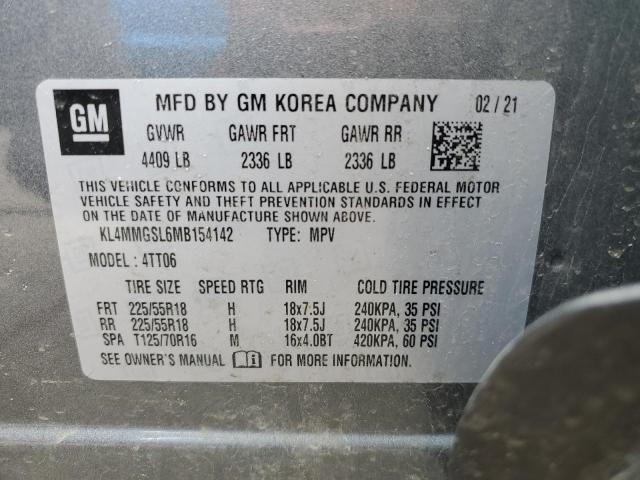 GM MFD BY GM KOREA COMPANY 02/21
GVWR GAWR FRT GAWR RR
4409 LB 2336 LB 2336 LB
THIS VEHICLE CONFORMS TO ALL APPLICABLE U.S. FEDERAL MOTOR
VEHICLE SAFETY AND THEFT PREVENTION STANDARDS IN EFFECT
ON THE DATE OF MANUFACTURE SHOWN ABOVE.
KL4MMGSL6MB154142 TYPE: MPV
MODEL: 4TT06
TIRE SIZE SPEED RTG RIM COLD TIRE PRESSURE
FRT 225/55R18 H 18x7.5J 240KPA, 35 PSI
RR 225/55R18 H 18x7.5J 240KPA, 35 PSI
SPA T125/70R16 M 16x4.0BT 420KPA, 60 PSI
SEE OWNER'S MANUAL FOR MORE INFORMATION.